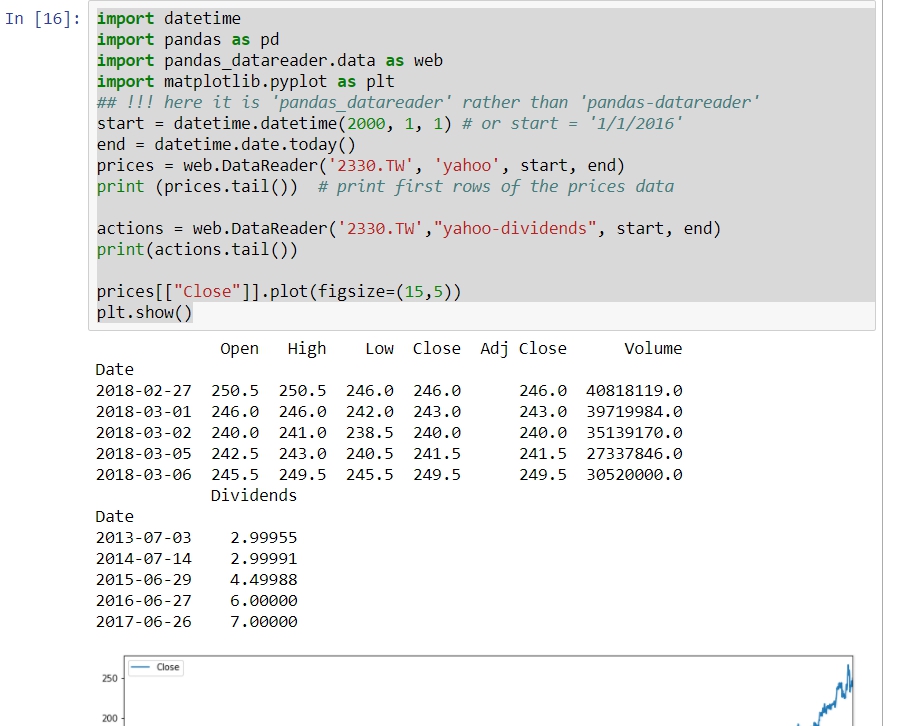 In [16]:
import datetime
import pandas as pd
import pandas_datareader.data as web
import matplotlib.pyplot as plt
## !!! here it is 'pandas_datareader' rather than 'pandas-datareader'
start = datetime.datetime(2000, 1, 1) # or start = '1/1/2016'
end = datetime.date.today()
prices = web.DataReader('2330.TW', 'yahoo', start, end)
print (prices.tail())  # print first rows of the prices data

actions = web.DataReader('2330.TW',"yahoo-dividends", start, end)
print(actions.tail())

prices[["Close"]].plot(figsize=(15,5))
plt.show()
Open High Low Close Adj Close Volume
Date
2018-02-27 250.5 250.5 246.0 246.0 246.0 40818119.0
2018-03-01 246.0 246.0 242.0 243.0 243.0 39719984.0
2018-03-02 240.0 241.0 238.5 240.0 240.0 35139170.0
2018-03-05 242.5 243.0 240.5 241.5 241.5 27337846.0
2018-03-06 245.5 249.5 245.5 249.5 249.5 30520000.0
Dividends
Date
2013-07-03 2.99955
2014-07-14 2.99991
2015-06-29 4.49988
2016-06-27 6.00000
2017-06-26 7.00000
Close
250
200